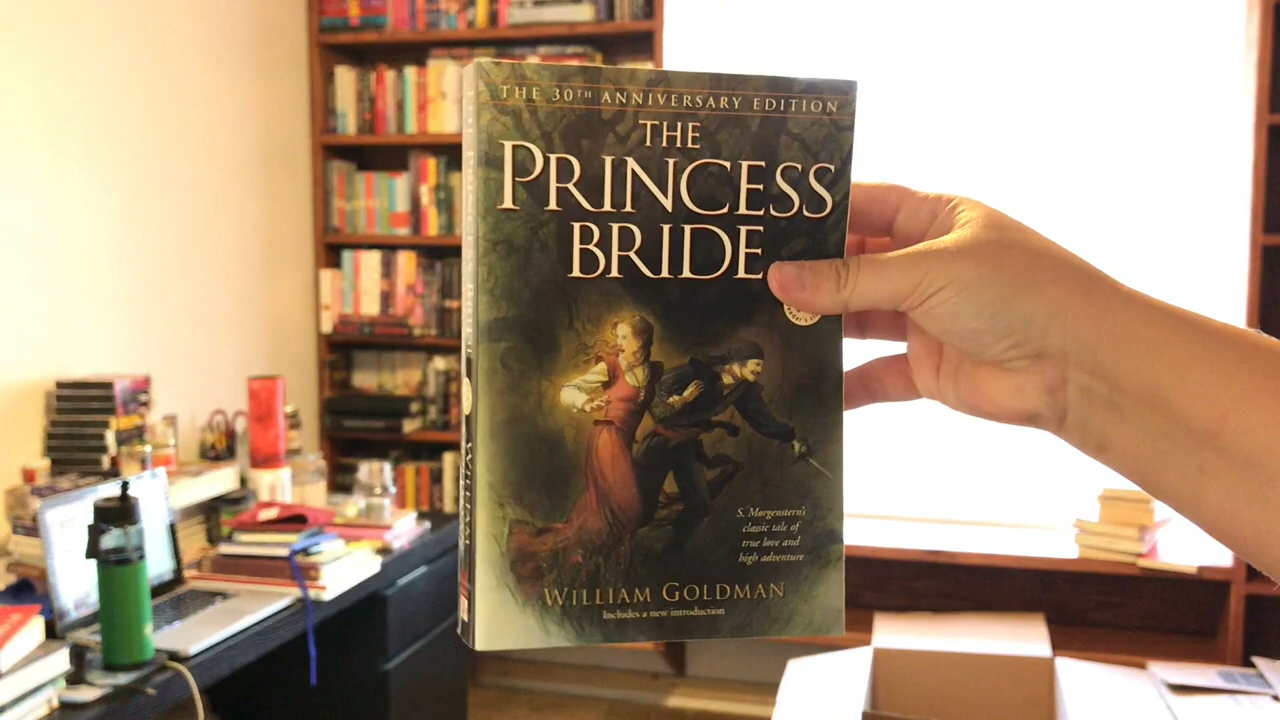 THE 30TH ANNIVERSARY EDITION
THE
PRINCESS
BRIDE
S. Morgenstern's
classic tale of
true love and
high adventure
WILLIAM GOLDMAN
Includes a new introduction
WILLIAM